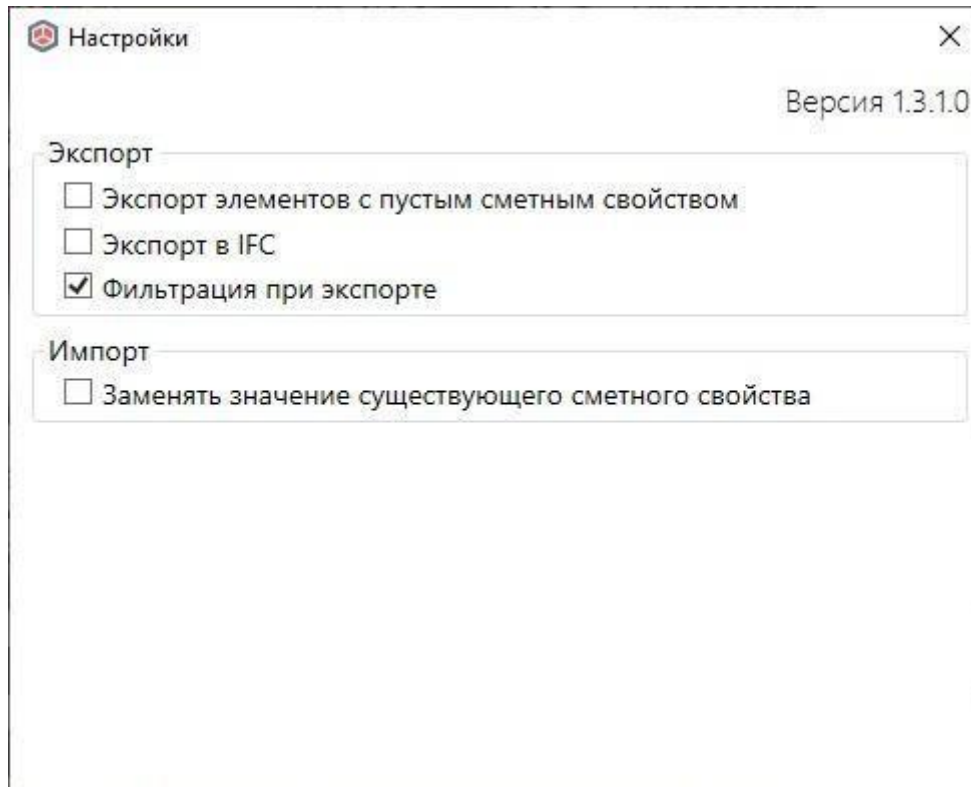 Настройки
Версия 1.3.1.0
Экспорт
Экспорт элементов с пустым сметным свойством
Экспорт в IFC
Фильтрация при экспорте
Импорт
Заменять значение существующего сметного свойства